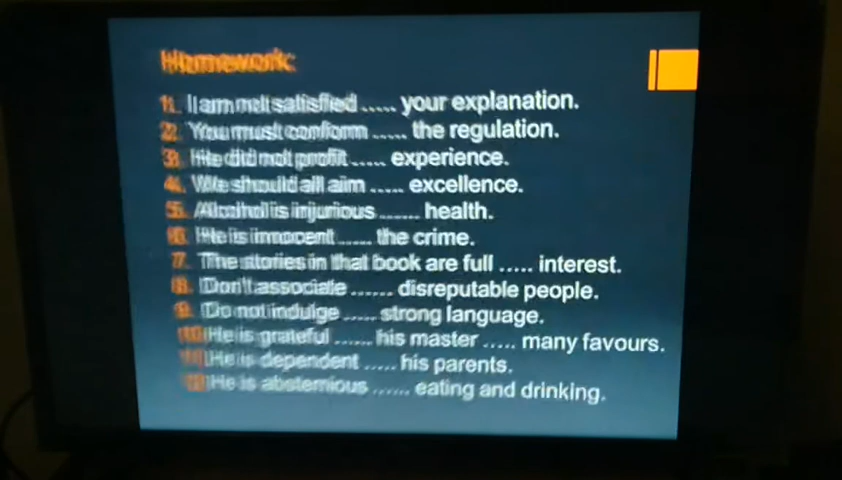 Homework:
1. I am not satisfied ..... your explanation.
2. You must conform ..... the regulation.
3. He did not profit ..... experience.
4. We should all aim ..... excellence.
5. Alcohol is injurious ...... health.
6. He is innocent ..... the crime.
7. The stories in that book are full ..... interest.
8. Don't associate ...... disreputable people.
9. Do not indulge ..... strong language.
10. He is grateful ...... his master ..... many favours.
11. He is dependent ..... his parents.
12. He is abstemious ...... eating and drinking.